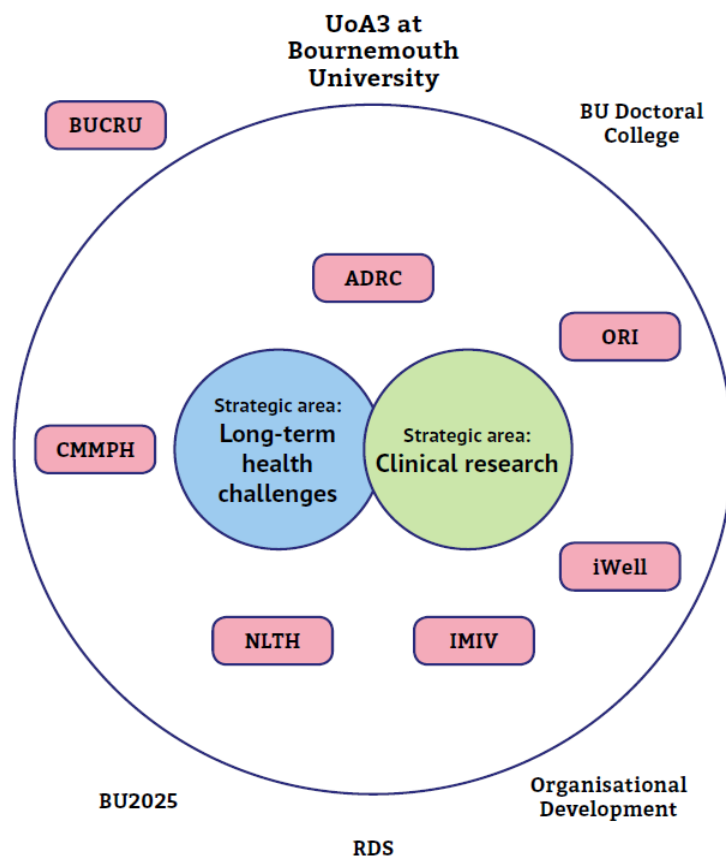 UoA3 at
Bournemouth
University
BUCRU
BU Doctoral
College
ADRC
ORI
Strategic area:
Long-term
health
challenges
Strategic area:
Clinical research
CMMPH
iWell
NLTH
IMIV
BU2025
Organisational
Development
RDS